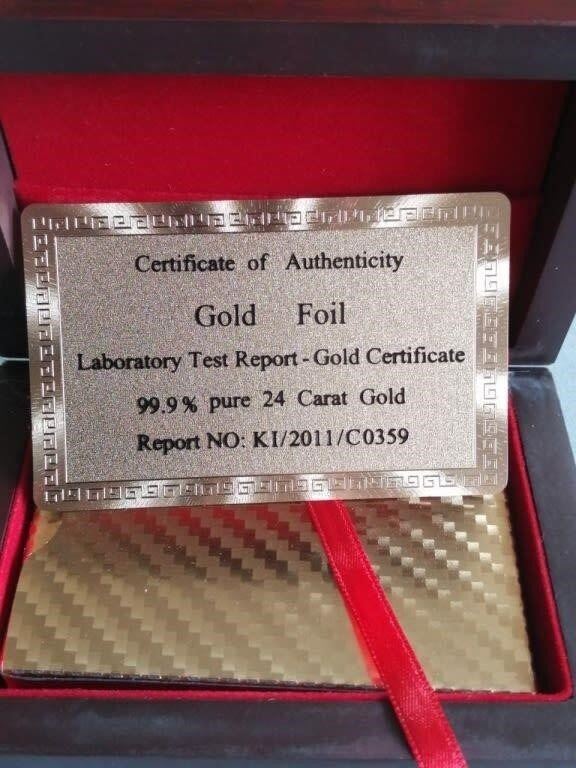 Certificate of Authenticity
Gold Foil
Laboratory Test Report - Gold Certificate
99.9% pure 24 Carat Gold
Report NO: KI/2011/C0359